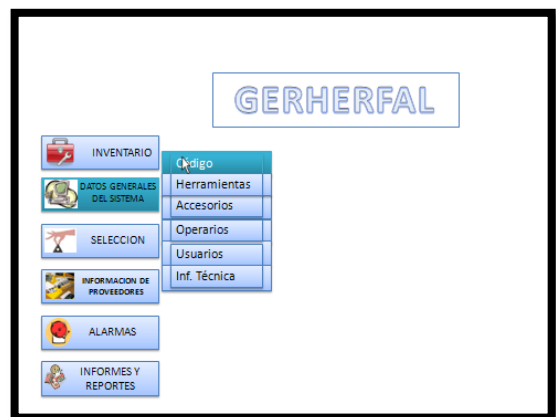 GERHERFAL
INVENTARIO
DATOS GENERALES
DEL SISTEMA
SELECCION
INFORMACION DE
PROVEEDORES
ALARMAS
INFORMES Y
REPORTES
Código
Herramientas
Accesorios
Operarios
Usuarios
Inf. Técnica